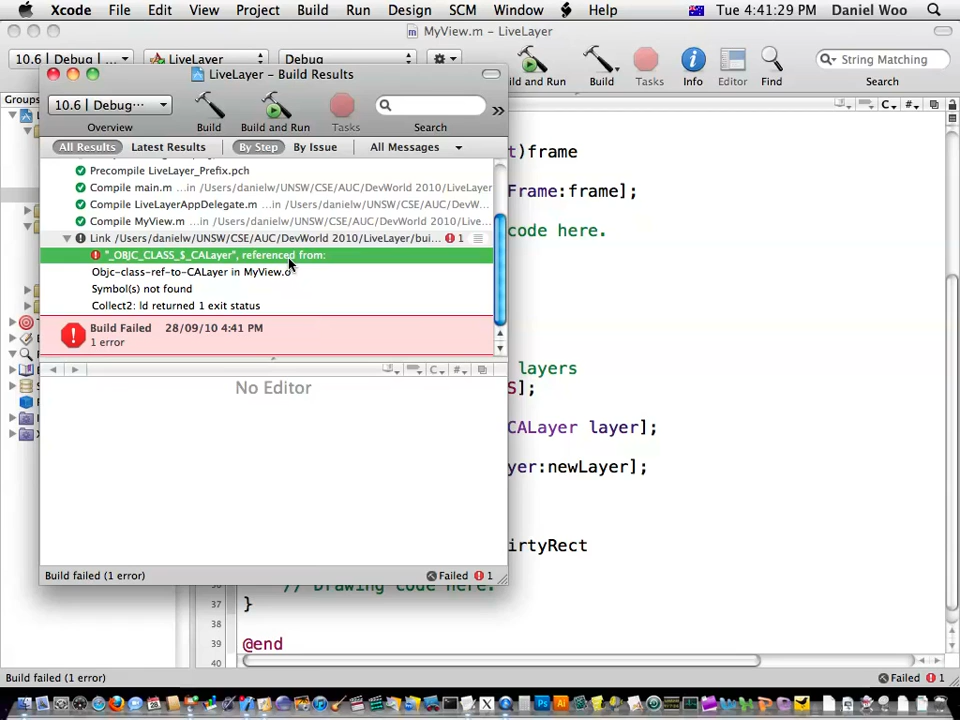 Xcode File Edit View Project Build Run Design SCM Window Help Tue 4:41:29 pm Daniel Woo
MyView.m - LiveLayer
10.6 | Debug... LiveLayer Debug String Matching
Build and Run Build Tasks Info Editor Find Search
Groups
LiveLayer – Build Results
10.6 | Debug···
Overview Build Build and Run Tasks Search
All Results Latest Results By Step By Issue All Messages
Precompile LiveLayer_Prefix.pch
Compile main.m ...in /Users/danielw/UNSW/CSE/AUC/DevWorld 2010/LiveLayer
Compile LiveLayerAppDelegate.m ...in /Users/danielw/UNSW/CSE/AUC/DevWo...
Compile MyView.m ...in /Users/danielw/UNSW/CSE/AUC/DevWorld 2010/Live...
Link /Users/danielw/UNSW/CSE/AUC/DevWorld 2010/LiveLayer/bui... 1
"_OBJC_CLASS_$_CALayer", referenced from:
Objc-class-ref-to-CALayer in MyView.o
Symbol(s) not found
Collect2: ld returned 1 exit status
Build Failed 28/09/10 4:41 PM
1 error
No Editor
Build failed (1 error) Failed 1
t)frame
Frame:frame];
code here.
layers
S];
CALayer layer];
yer:newLayer];
irtyRect
// Drawing code here.
37 }
38
39 @end
40
Build failed (1 error) Failed 1